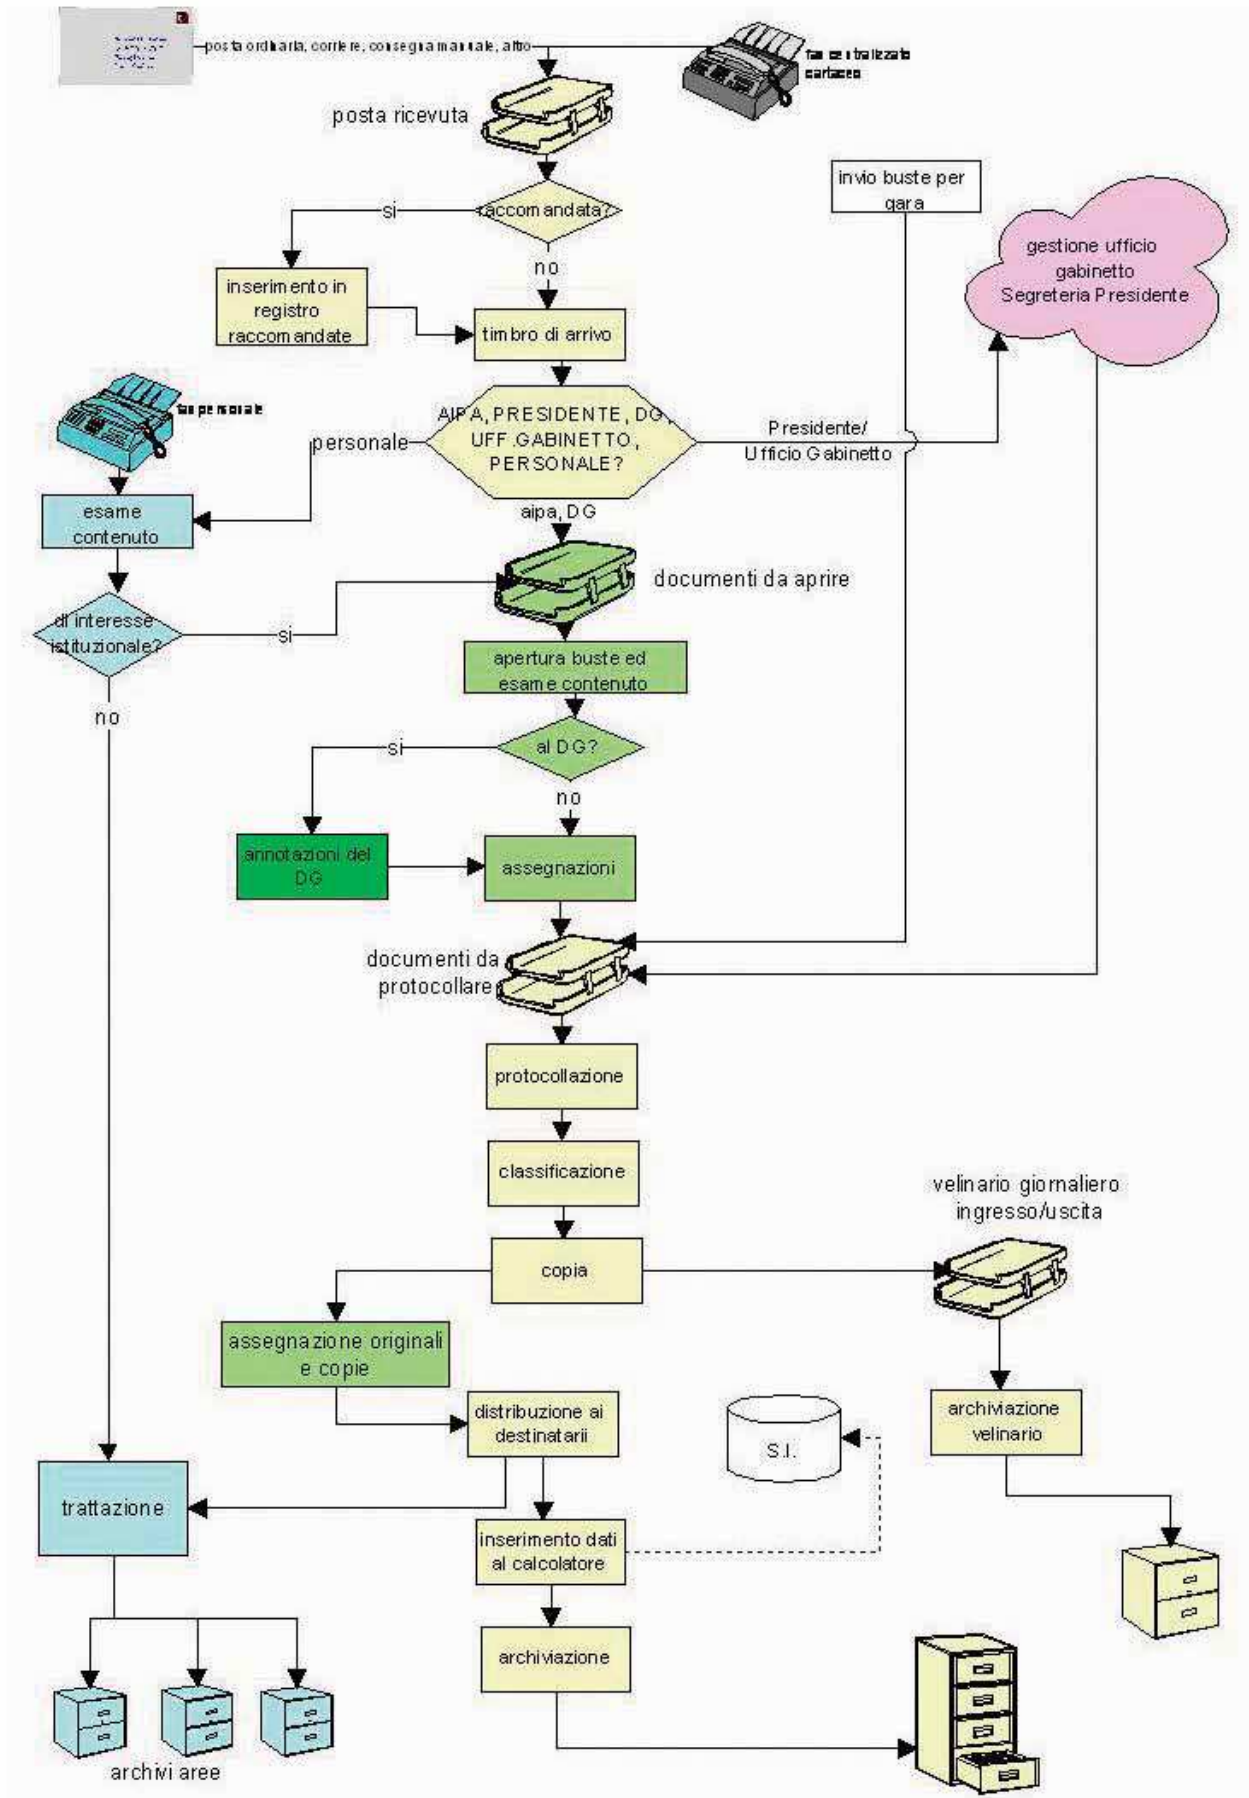 posta ordinaria, corriere, consegna manuale, altro
fax centralizzato
cartaceo
posta ricevuta
invio buste per
gara
raccomandata?
si
no
gestione ufficio
gabinetto
Segreteria Presidente
inserimento in
registro
raccomandate
timbro di arrivo
fax personale
AIPA, PRESIDENTE, DG,
UFF.GABINETTO,
PERSONALE?
personale
Presidente/
Ufficio Gabinetto
aipa, DG
esame
contenuto
documenti da aprire
di interesse
istituzionale?
si
no
apertura buste ed
esame contenuto
al DG?
si
no
annotazioni del
DG
assegnazioni
documenti da
protocollare
protocollazione
classificazione
velinario giornaliero
ingresso/uscita
copia
assegnazione originali
e copie
distribuzione ai
destinatarii
archiviazione
velinario
S.I.
trattazione
inserimento dati
al calcolatore
archiviazione
archivi aree